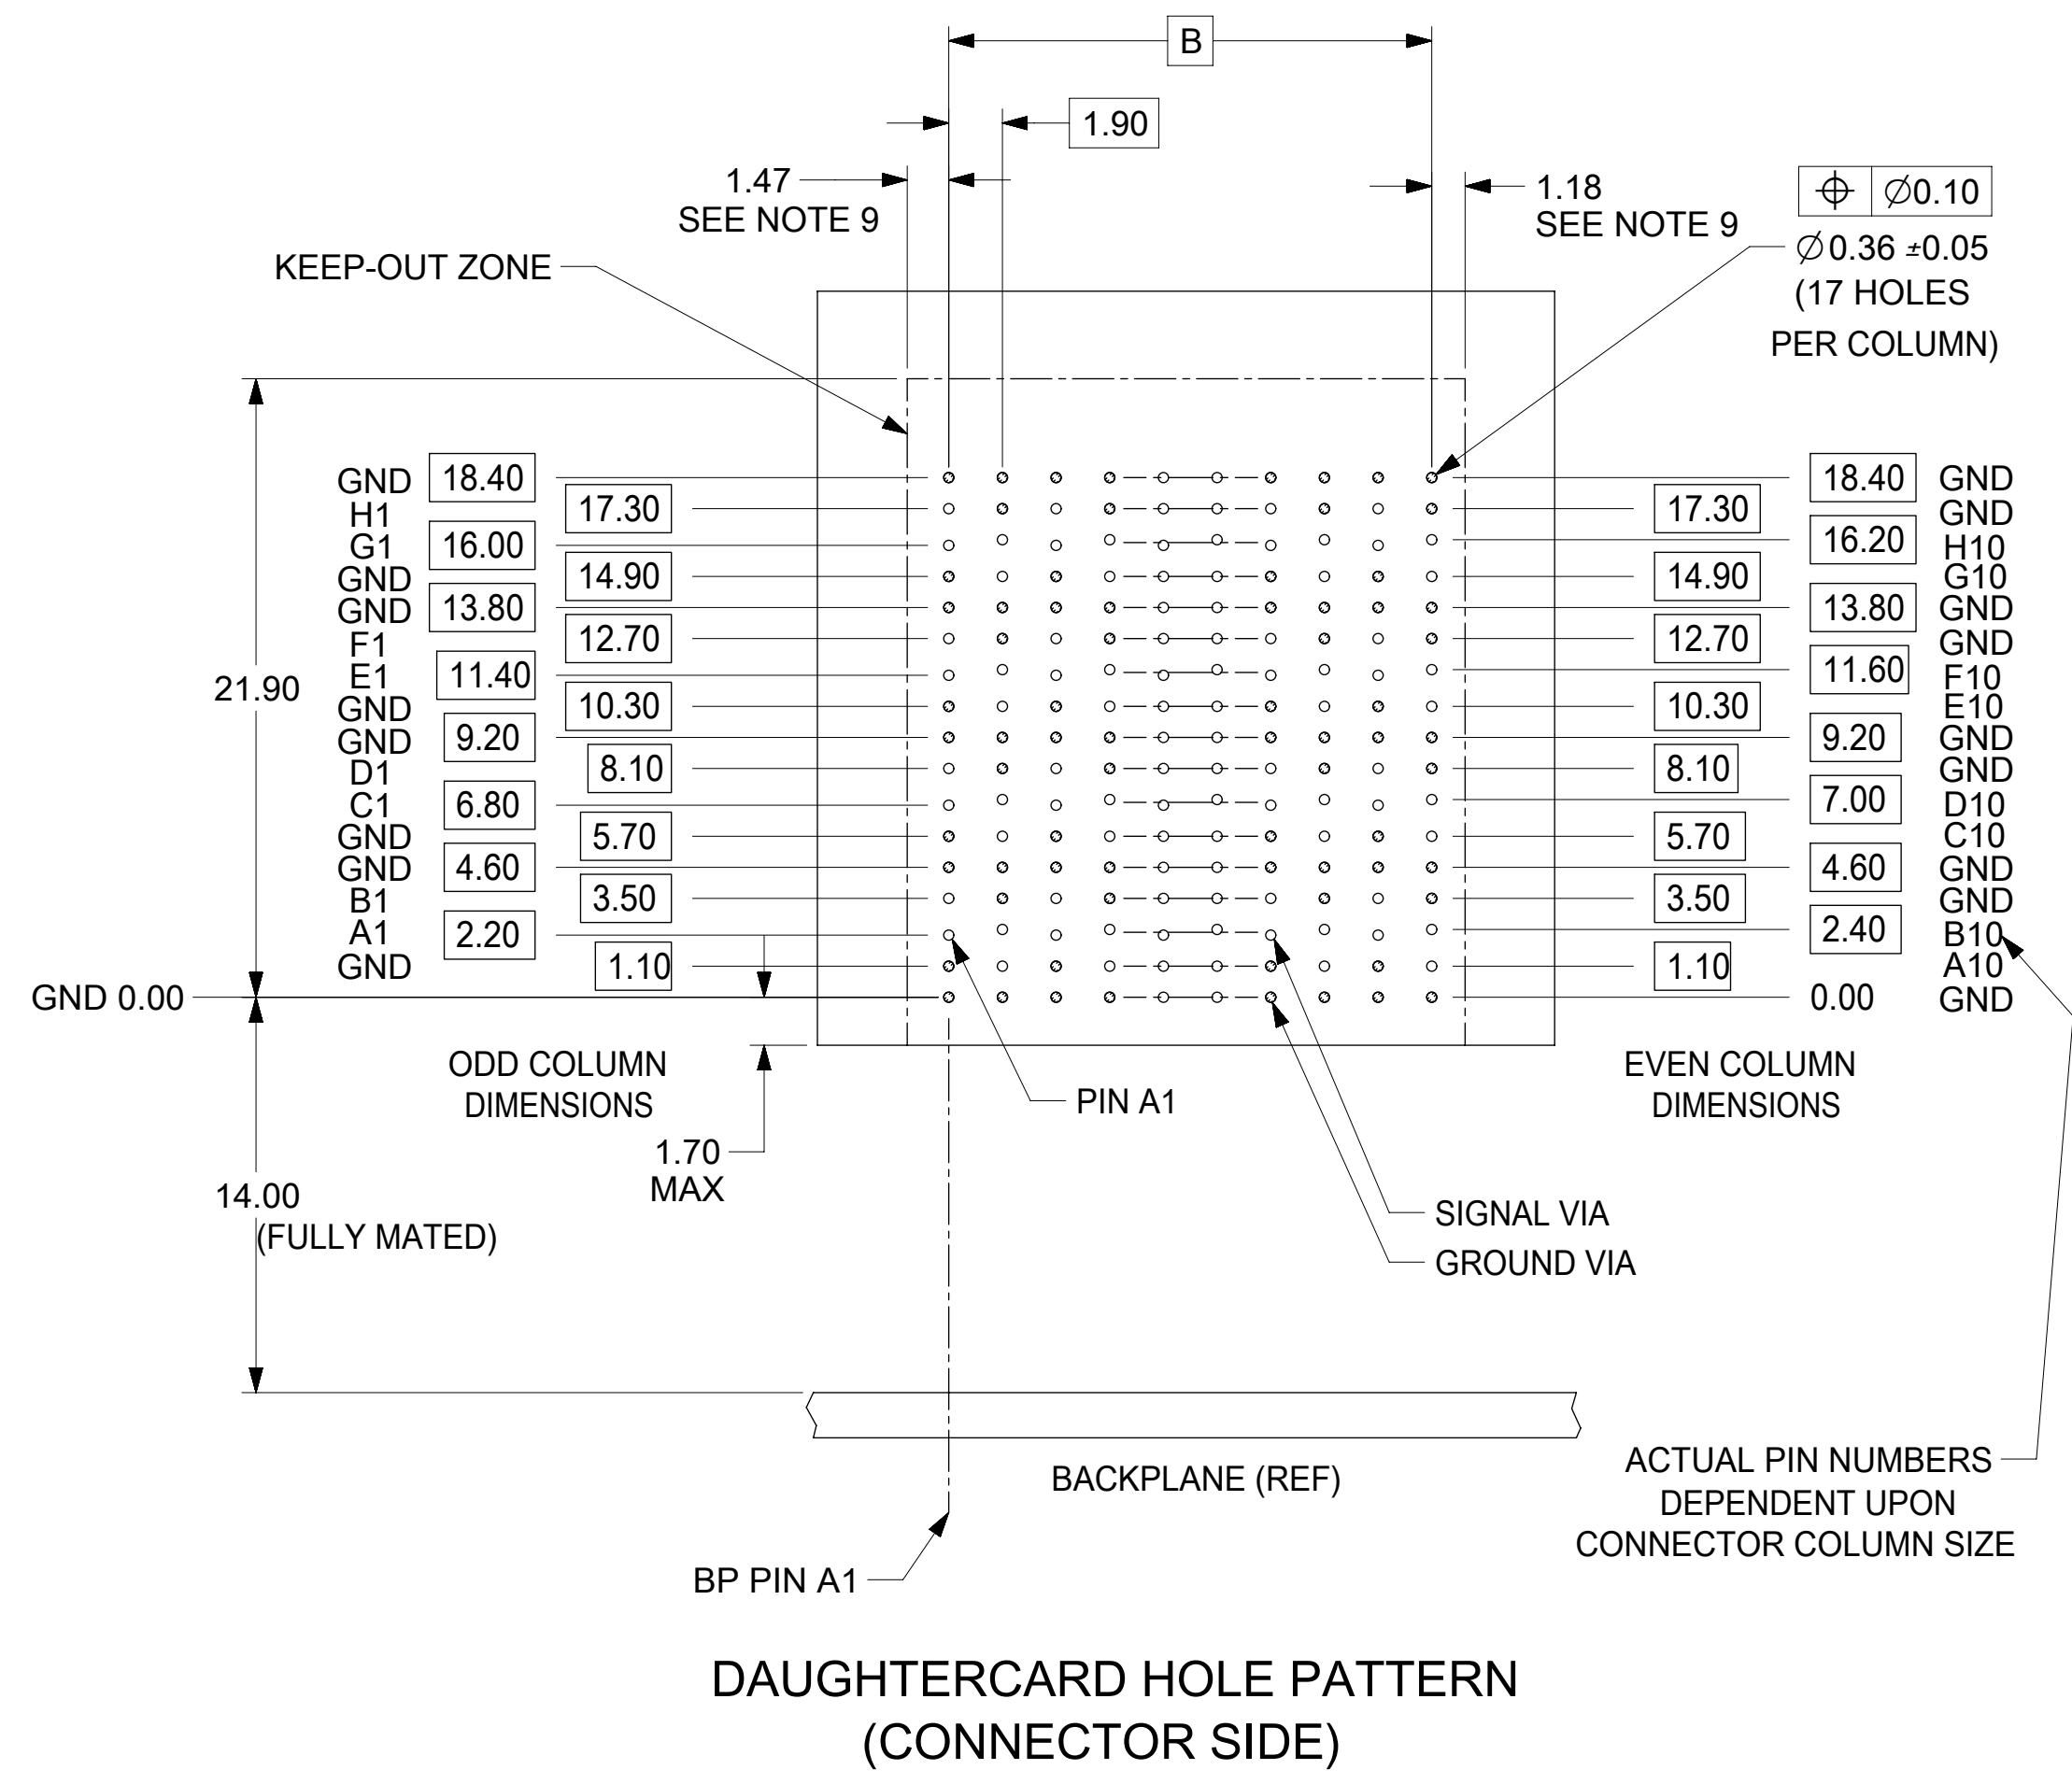 B
1.90
1.47
SEE NOTE 9
1.18
SEE NOTE 9
⌖ ∅0.10
∅0.36 ±0.05
(17 HOLES
PER COLUMN)
KEEP-OUT ZONE
21.90
GND 18.40
H1 17.30
G1 16.00
GND 14.90
GND 13.80
F1 12.70
E1 11.40
GND 10.30
GND 9.20
D1 8.10
C1 6.80
GND 5.70
GND 4.60
B1 3.50
A1 2.20
GND 1.10
GND 0.00
18.40 GND
17.30 GND
16.20 H10
14.90 G10
13.80 GND
12.70 GND
11.60 F10
10.30 E10
9.20 GND
8.10 GND
7.00 D10
5.70 C10
4.60 GND
3.50 GND
2.40 B10
1.10 A10
0.00 GND
ODD COLUMN
DIMENSIONS
EVEN COLUMN
DIMENSIONS
PIN A1
1.70
MAX
14.00
(FULLY MATED)
SIGNAL VIA
GROUND VIA
BACKPLANE (REF)
ACTUAL PIN NUMBERS
DEPENDENT UPON
CONNECTOR COLUMN SIZE
BP PIN A1
DAUGHTERCARD HOLE PATTERN
(CONNECTOR SIDE)